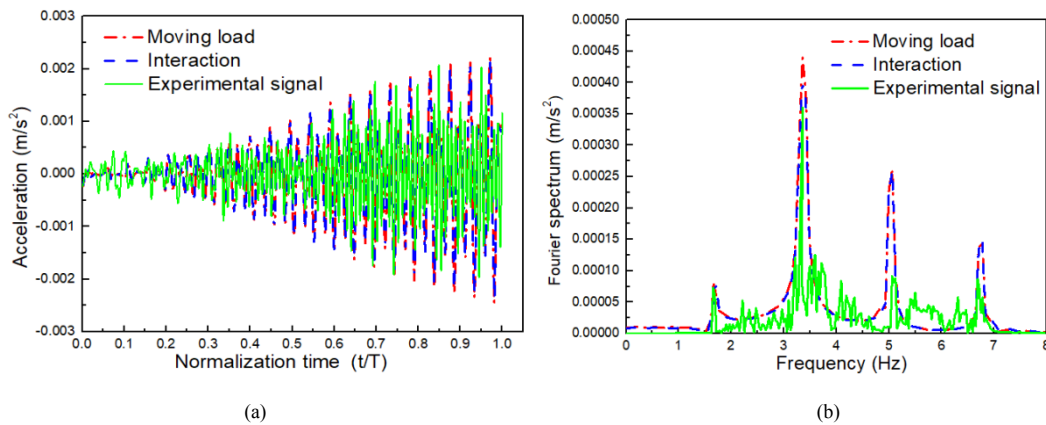 0.003
0.002
0.001
0.000
-0.001
-0.002
-0.003
Acceleration (m/s²)
Moving load
Interaction
Experimental signal
0.0 0.1 0.2 0.3 0.4 0.5 0.6 0.7 0.8 0.9 1.0
Normalization time (t/T)
(a)
0.00050
0.00045
0.00040
0.00035
0.00030
0.00025
0.00020
0.00015
0.00010
0.00005
0.00000
Fourier spectrum (m/s²)
Moving load
Interaction
Experimental signal
0 1 2 3 4 5 6 7 8
Frequency (Hz)
(b)